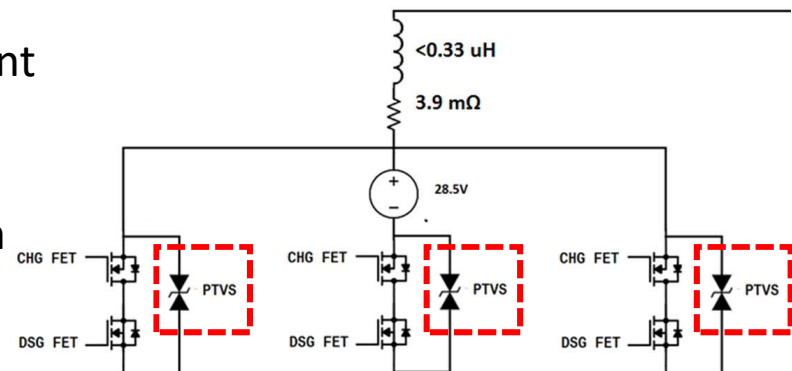 nt
<0.33 uH
3.9 mΩ
28.5V
n
CHG FET
PTVS
DSG FET
CHG FET
PTVS
DSG FET
CHG FET
PTVS
DSG FET